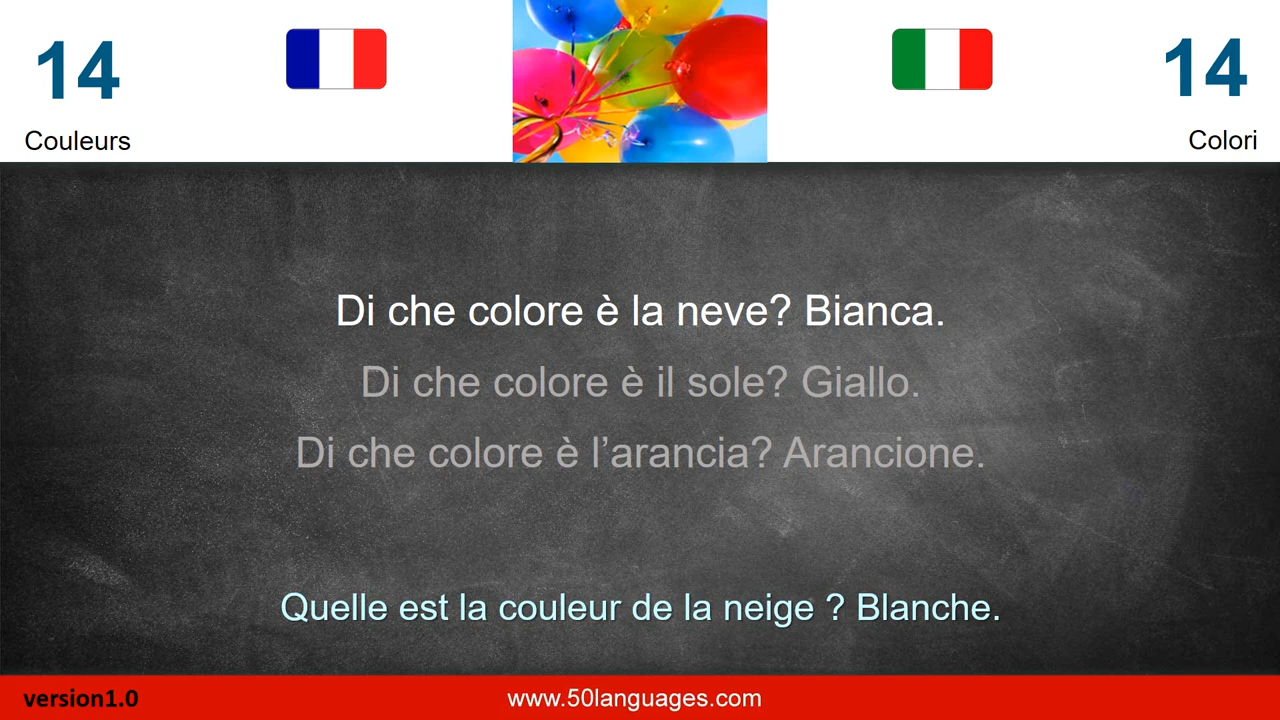 14
14
Couleurs
Colori
Di che colore è la neve? Bianca.
Di che colore è il sole? Giallo.
Di che colore è l’arancia? Arancione.
Quelle est la couleur de la neige ? Blanche.
version1.0
www.50languages.com